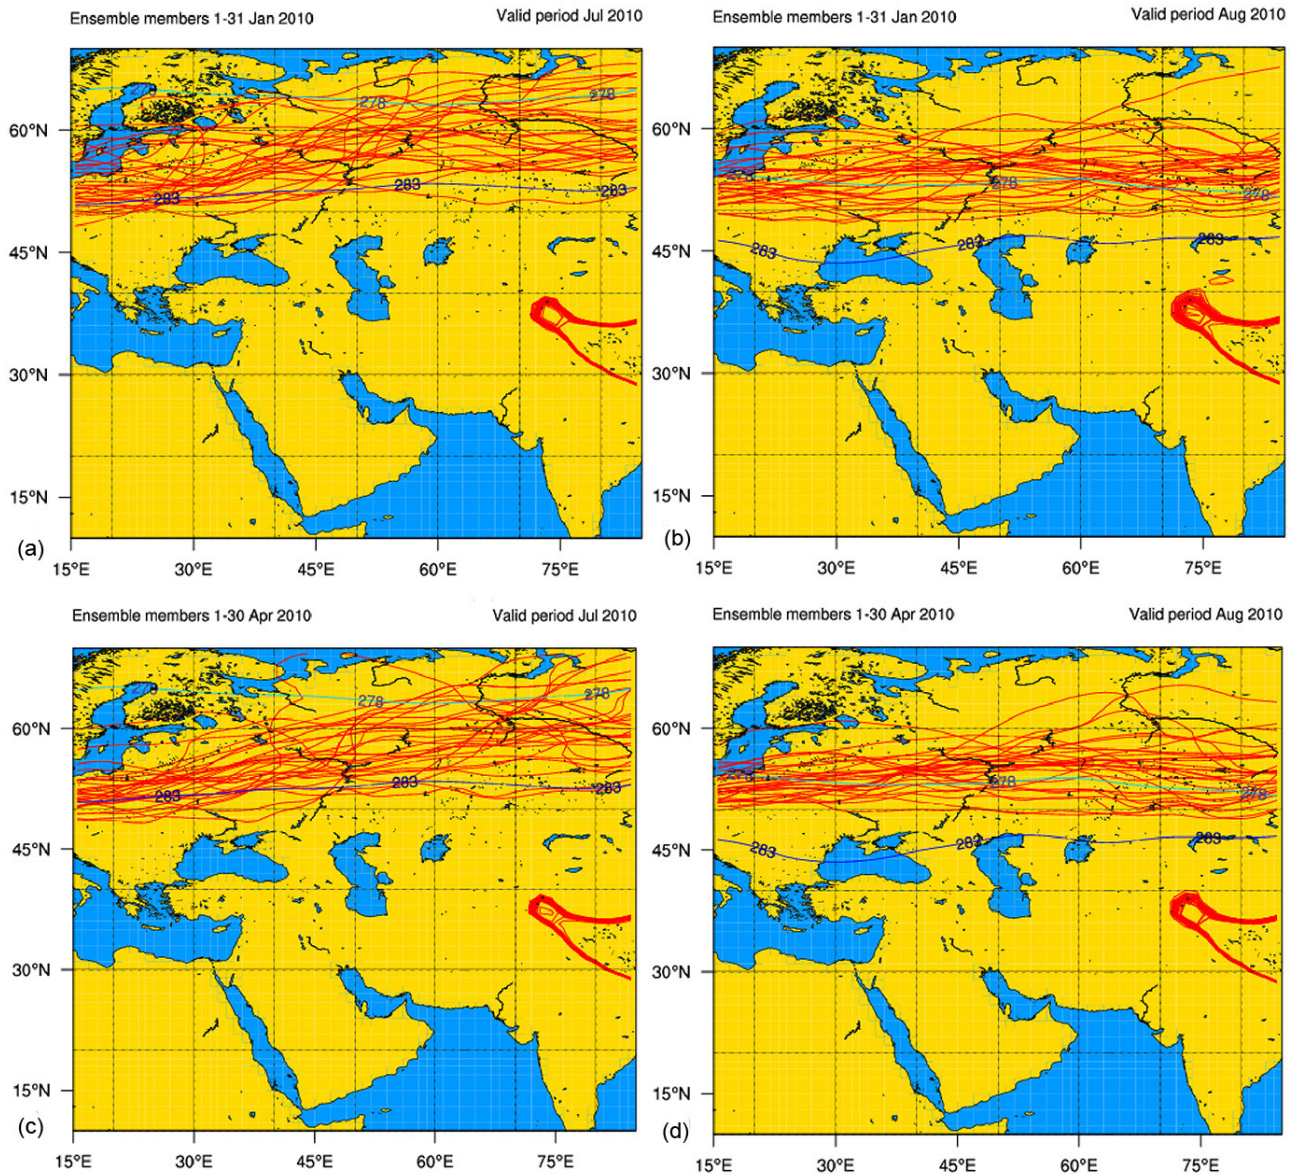 Ensemble members 1-31 Jan 2010 Valid period Jul 2010
278 278 278
60°N
283 283 283
45°N
30°N
15°N
(a)
15°E 30°E 45°E 60°E 75°E
Ensemble members 1-31 Jan 2010 Valid period Aug 2010
60°N
278 278 278
283 283 283
45°N
30°N
15°N
(b)
15°E 30°E 45°E 60°E 75°E
Ensemble members 1-30 Apr 2010 Valid period Jul 2010
278 278 278
60°N
283 283 283
45°N
30°N
15°N
(c)
15°E 30°E 45°E 60°E 75°E
Ensemble members 1-30 Apr 2010 Valid period Aug 2010
60°N
278 278 278
283 283 283
45°N
30°N
15°N
(d)
15°E 30°E 45°E 60°E 75°E